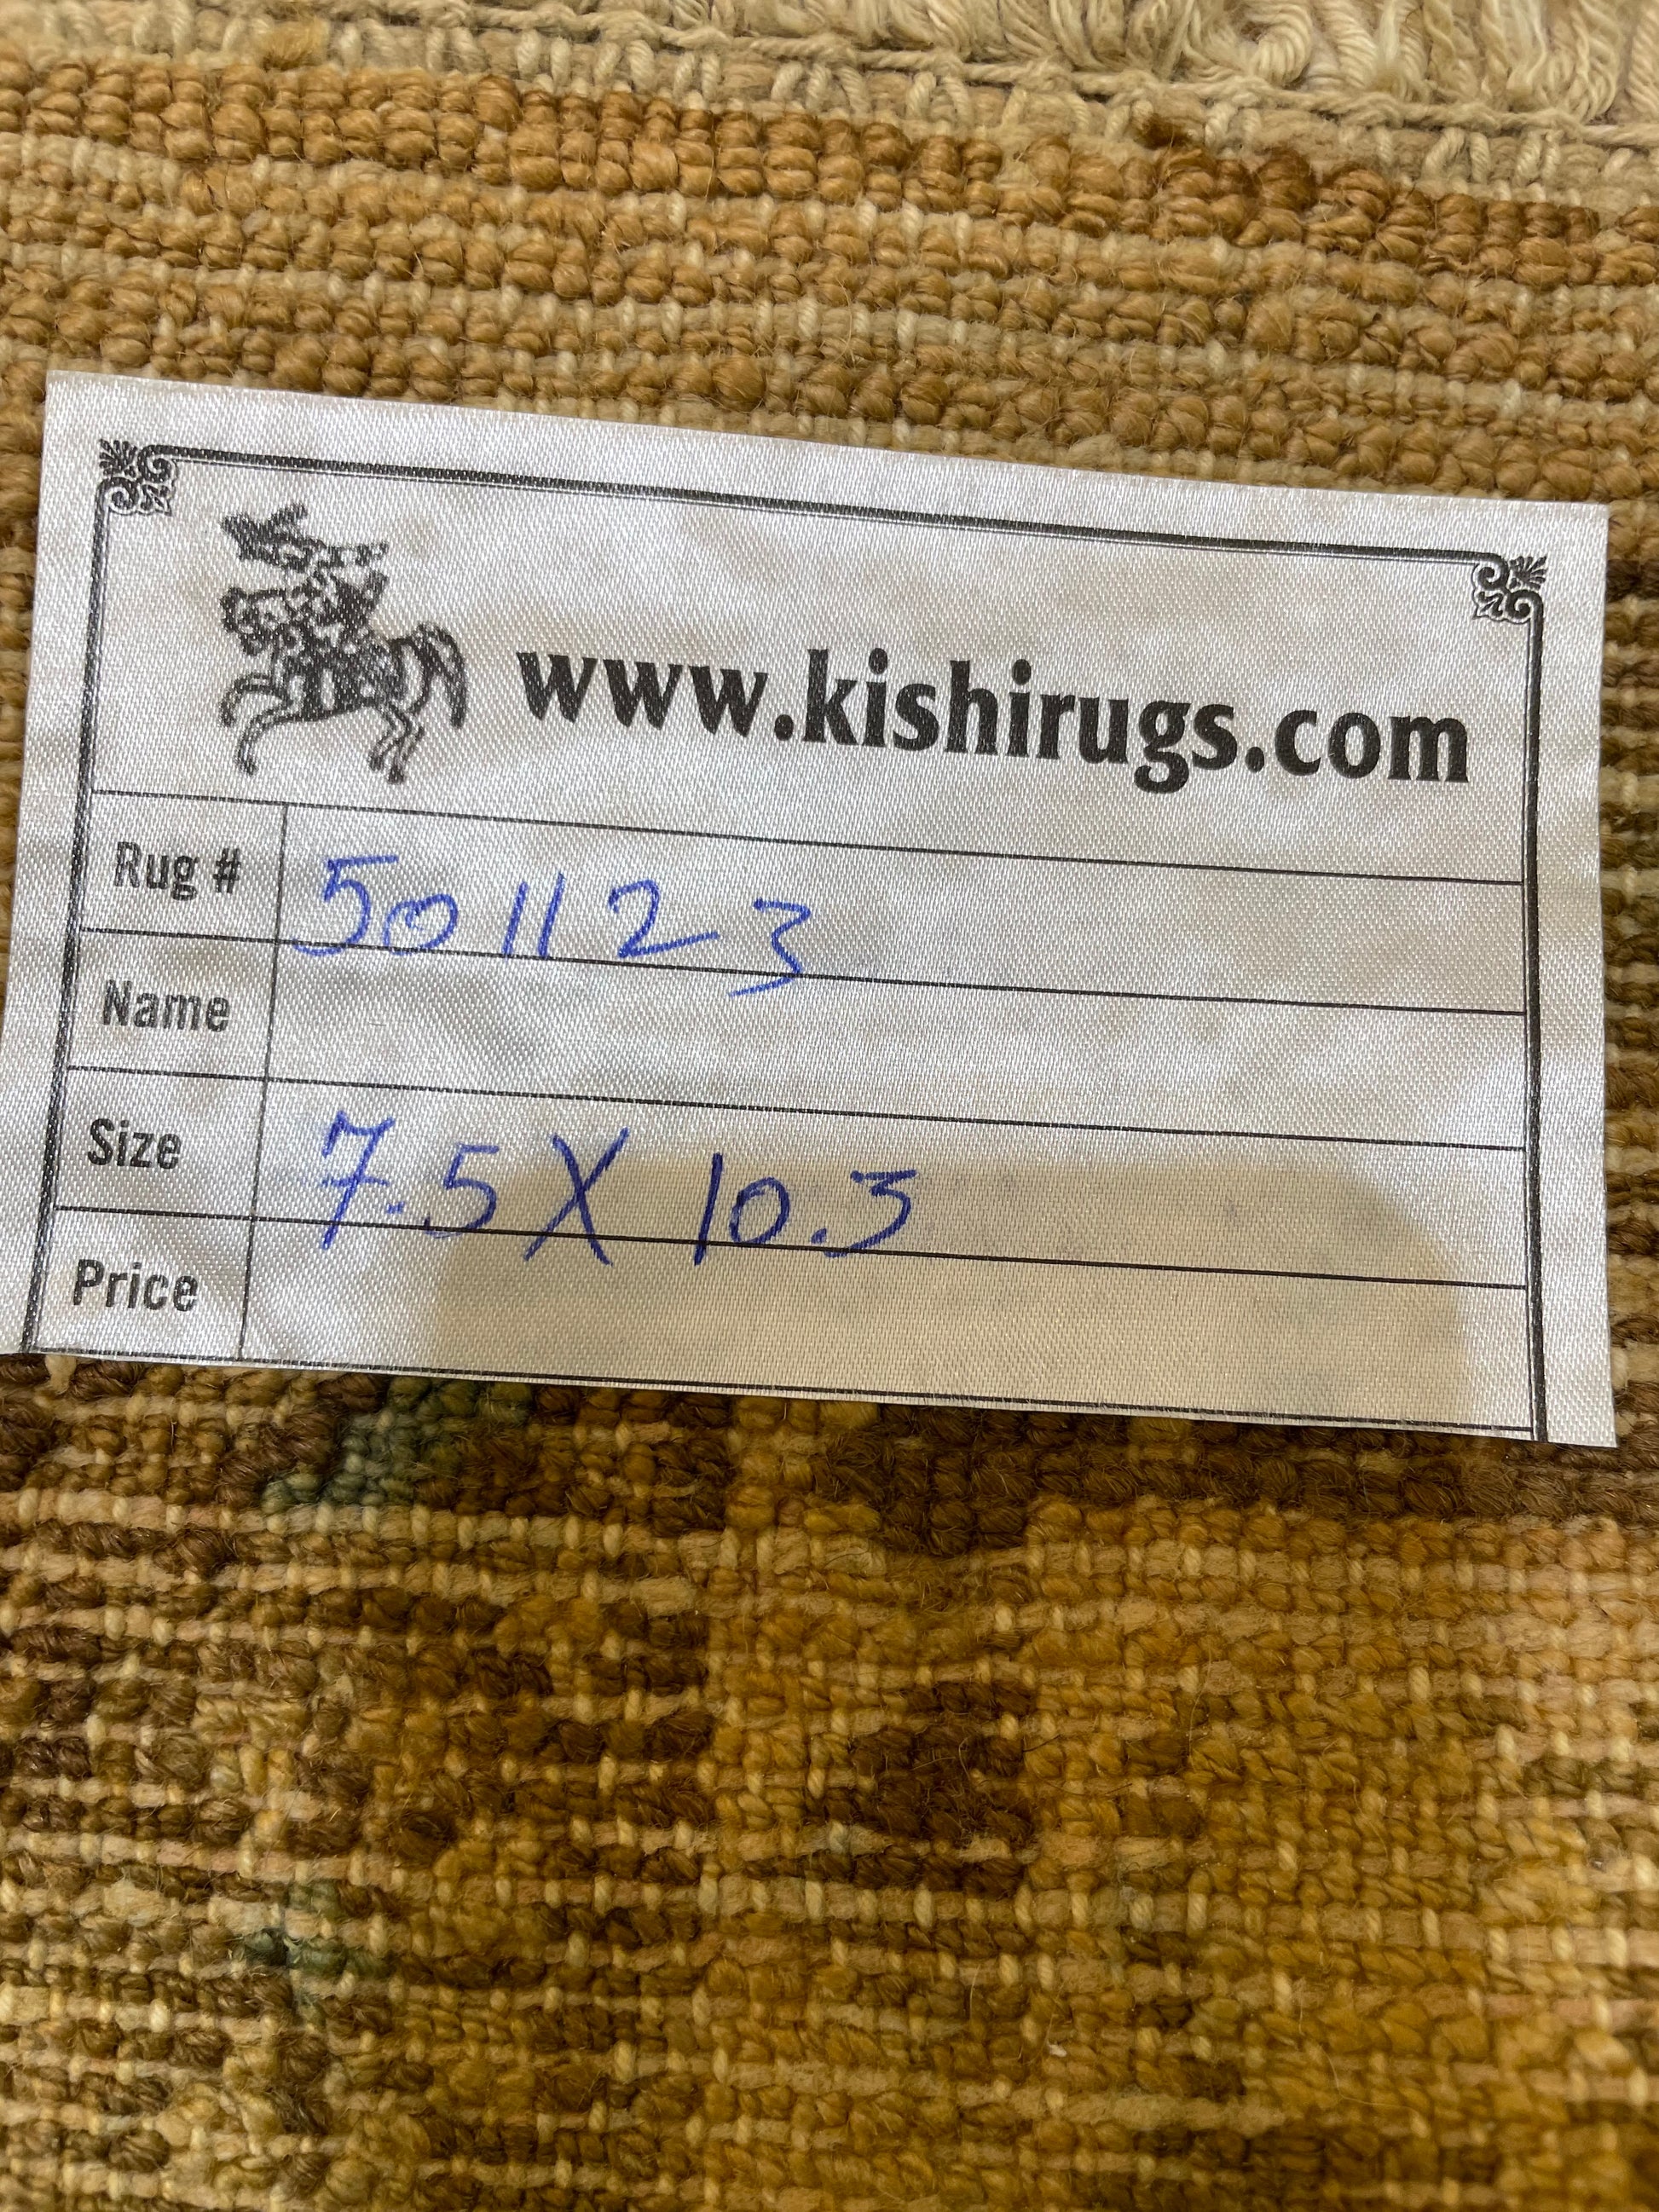 www.kishirugs.com
Rug # 501123
Name
Size 7.5 X 10.3
Price